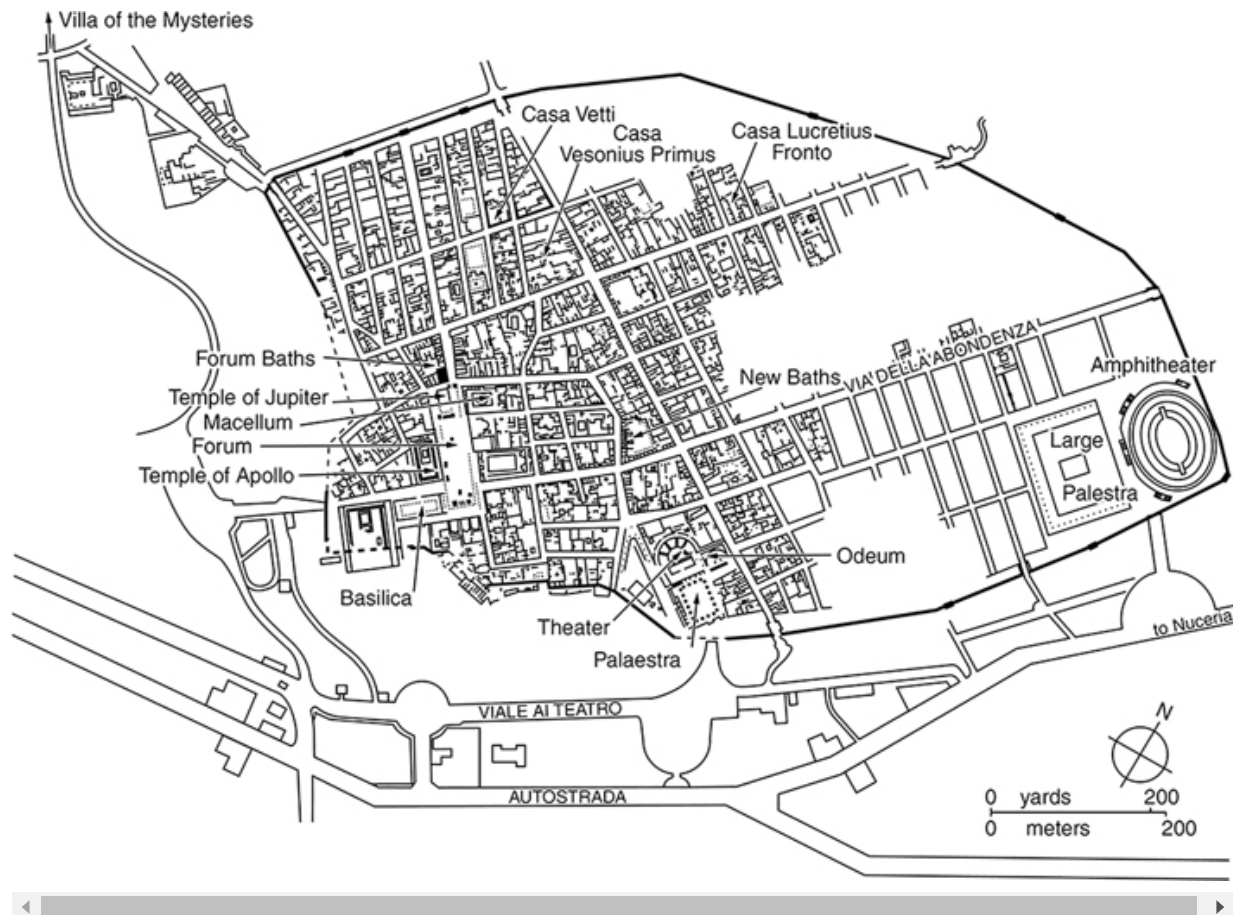 Villa of the Mysteries
Casa Vetti
Casa
Vesonius Primus
Casa Lucretius
Fronto
Forum Baths
Temple of Jupiter
Macellum
Forum
Temple of Apollo
New Baths
VIA DELLA'ABONDENZA
Amphitheater
Large
Palestra
Basilica
Theater
Palaestra
Odeum
to Nuceria
VIALE AI TEATRO
AUTOSTRADA
N
0 yards 200
0 meters 200